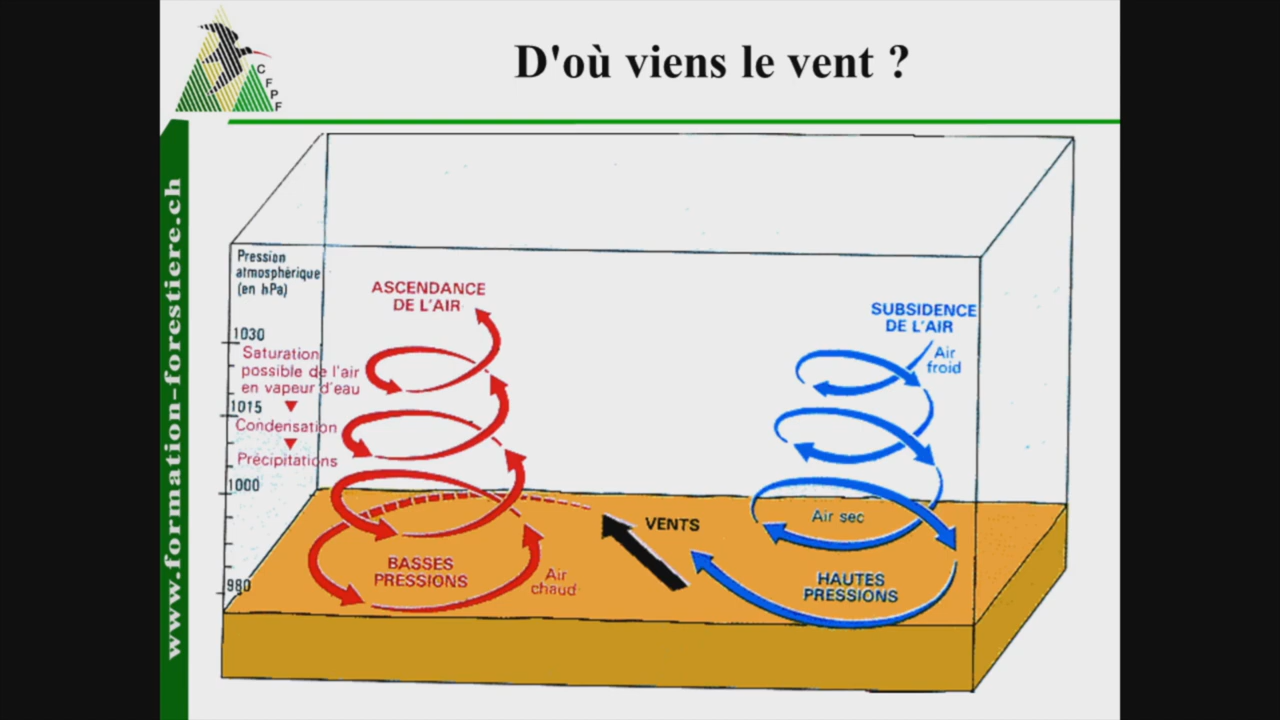 D'où viens le vent ?
C
F
P
F
www.formation-forestiere.ch
Pression
atmosphérique
(en hPa)
1030
Saturation
possible de l'air
en vapeur d'eau
1015
Condensation
Précipitations
1000
980
ASCENDANCE
DE L'AIR
BASSES
PRESSIONS
Air
chaud
VENTS
SUBSIDENCE
DE L'AIR
Air
froid
Air sec
HAUTES
PRESSIONS